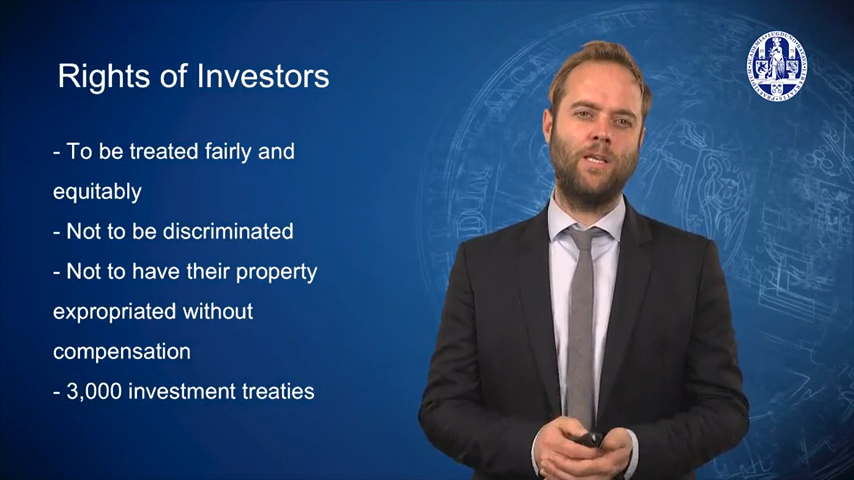 Rights of Investors
- To be treated fairly and
equitably
- Not to be discriminated
- Not to have their property
expropriated without
compensation
- 3,000 investment treaties